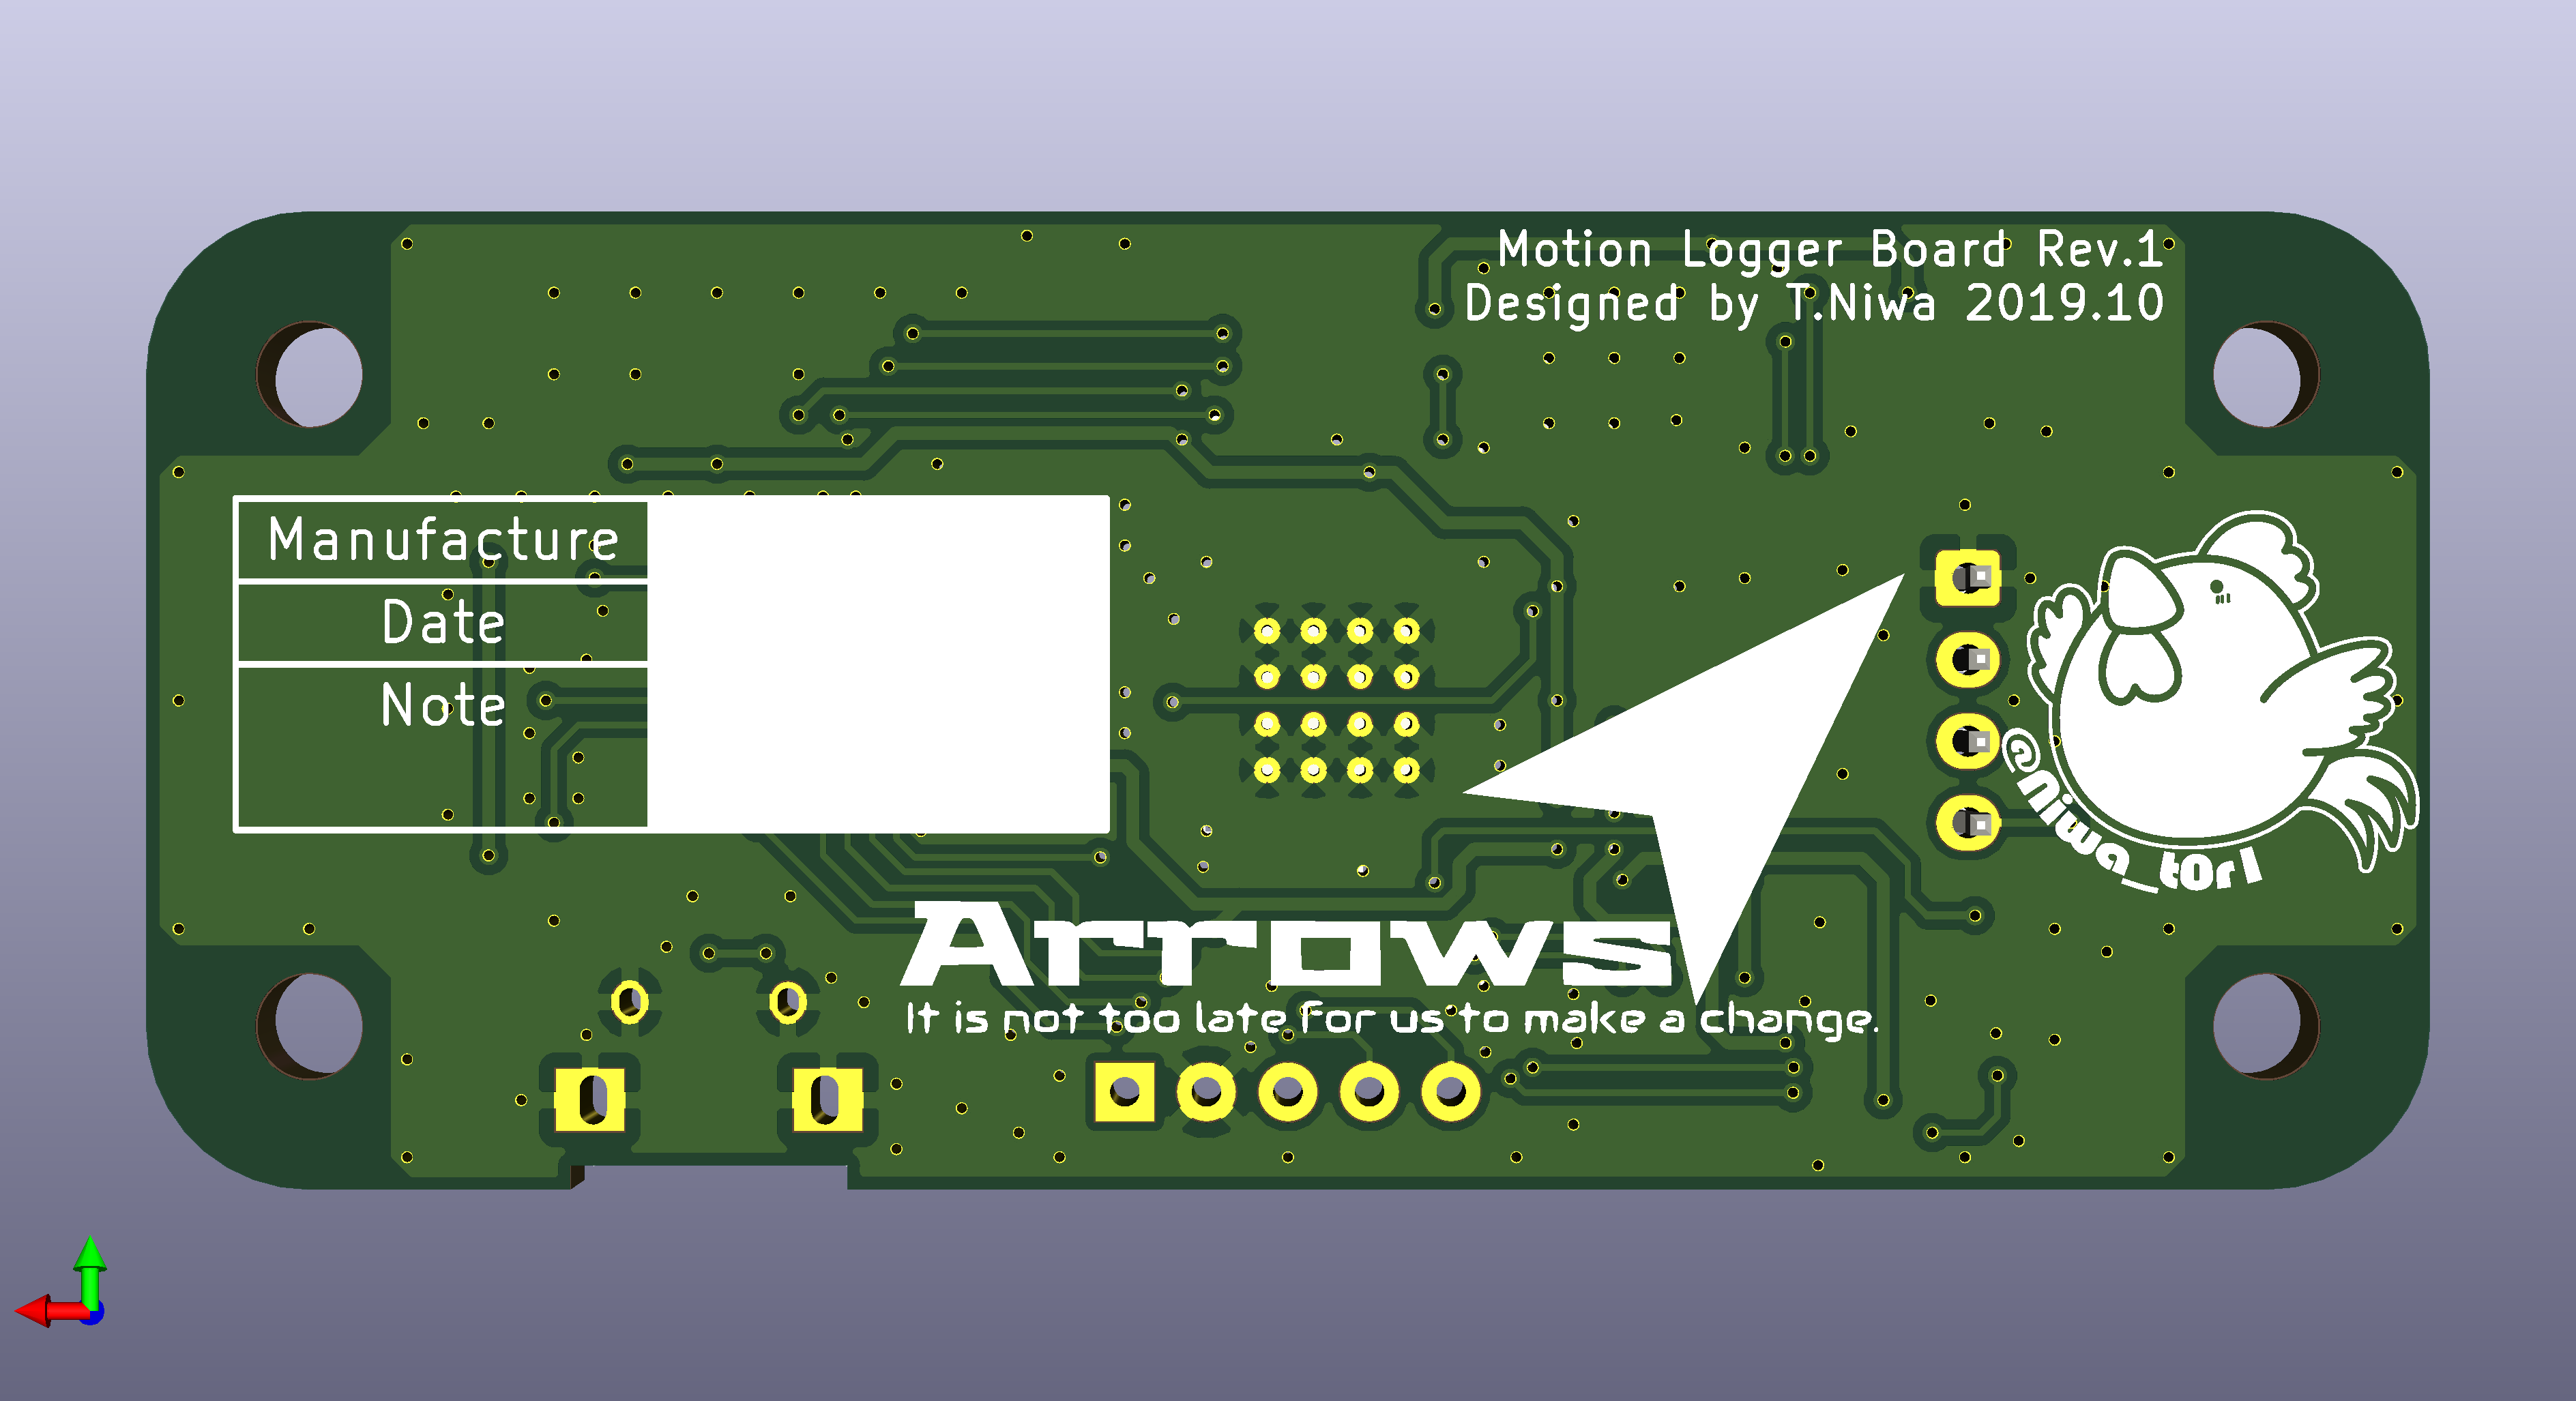 Motion Logger Board Rev.1
Designed by T.Niwa 2019.10
Manufacture
Date
Note
@Niwa_t0r1
Arrows
It is not too late for us to make a change.